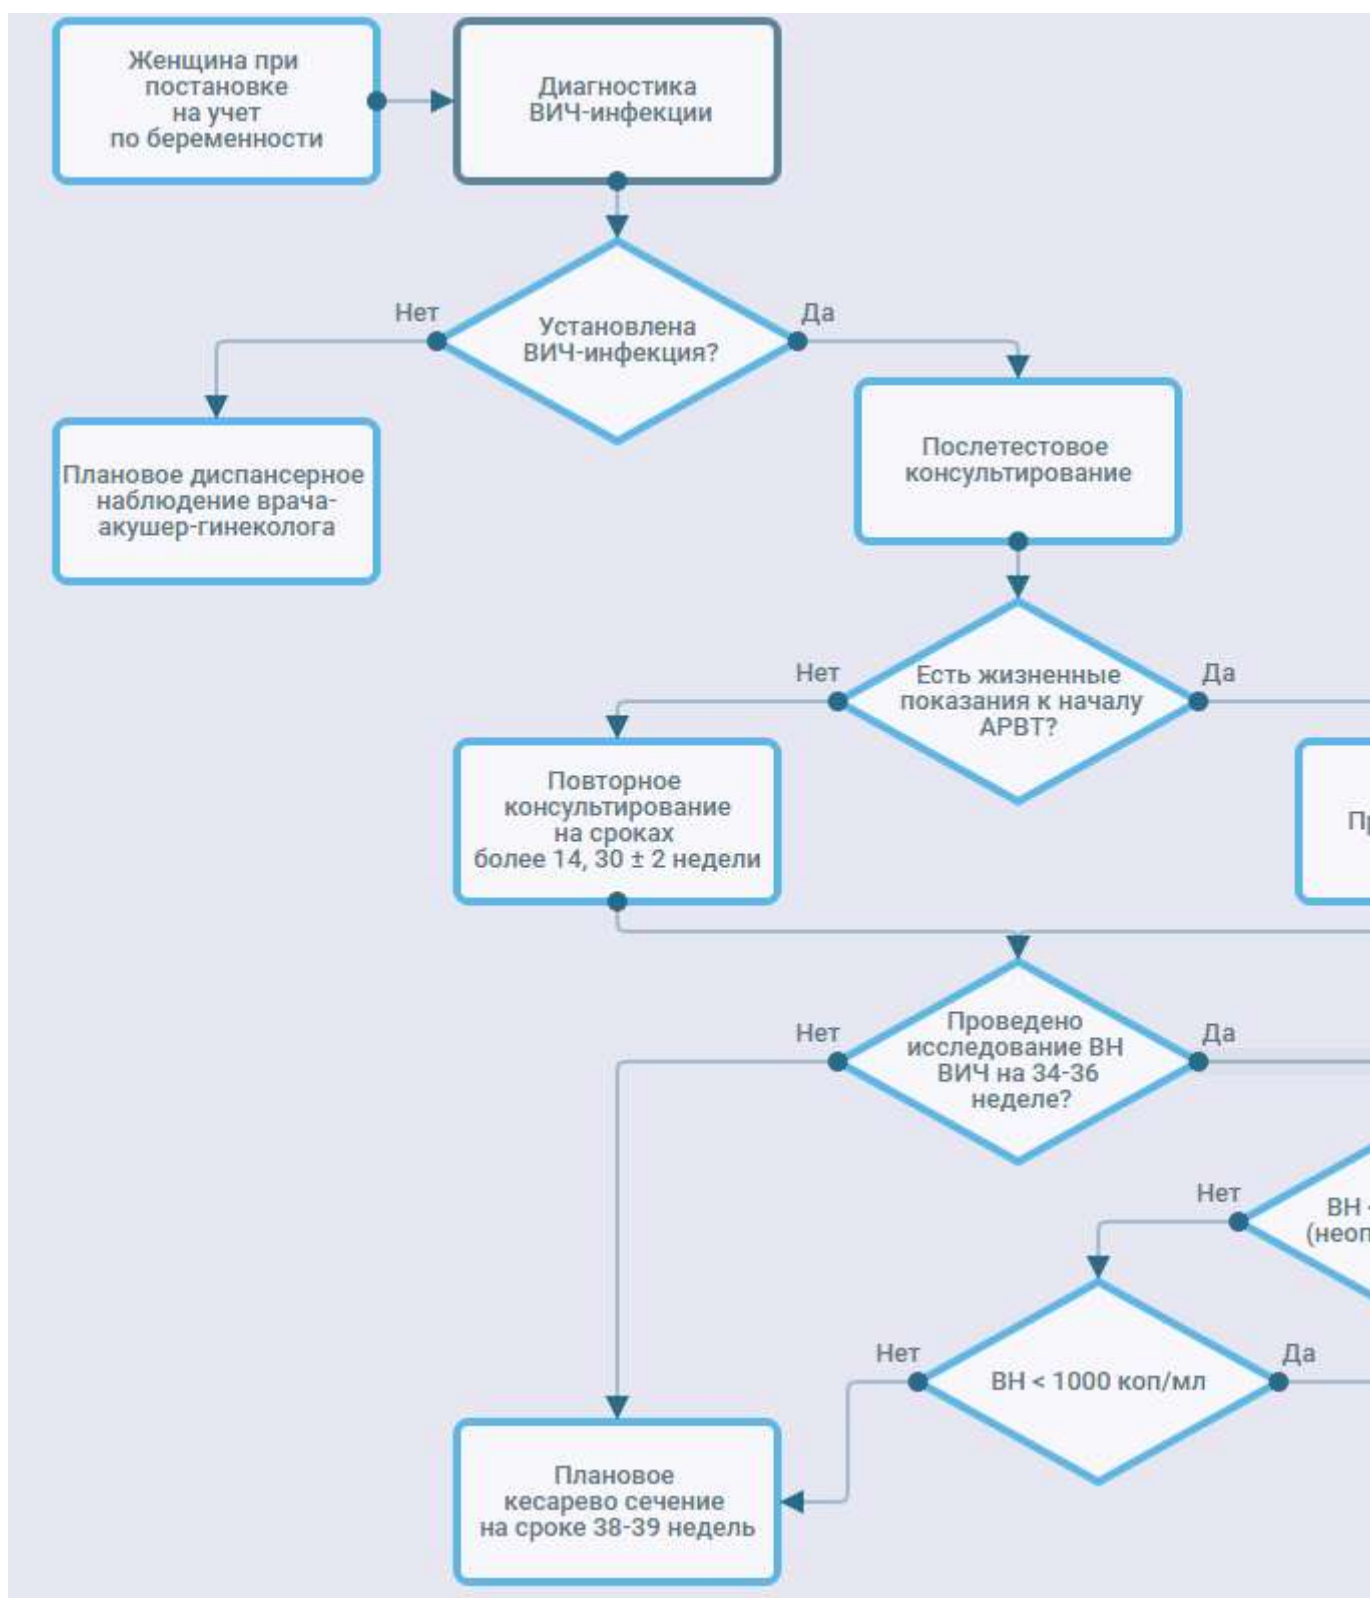 Женщина при
постановке
на учет
по беременности
Диагностика
ВИЧ-инфекции
Нет
Установлена
ВИЧ-инфекция?
Да
Плановое диспансерное
наблюдение врача-
акушер-гинеколога
Послетестовое
консультирование
Нет
Есть жизненные
показания к началу
АРВТ?
Да
Повторное
консультирование
на сроках
более 14, 30 ± 2 недели
Нет
Проведено
исследование ВН
ВИЧ на 34-36
неделе?
Да
Нет
ВН
Нет
ВН < 1000 коп/мл
Да
Плановое
кесарево сечение
на сроке 38-39 недель